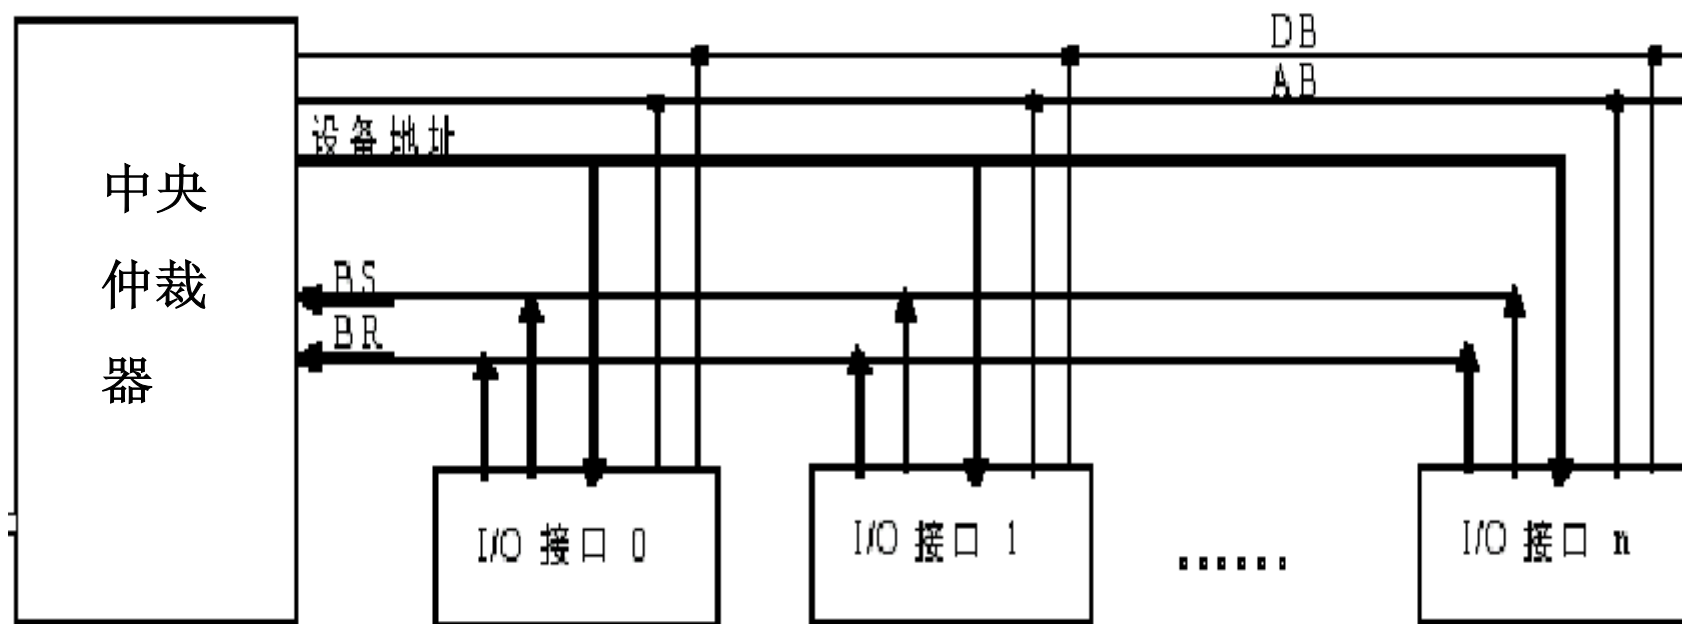 DB
AB
设备地址
中央
仲裁
器
BS
BR
I/O 接口 0
I/O 接口 1
......
I/O 接口 n